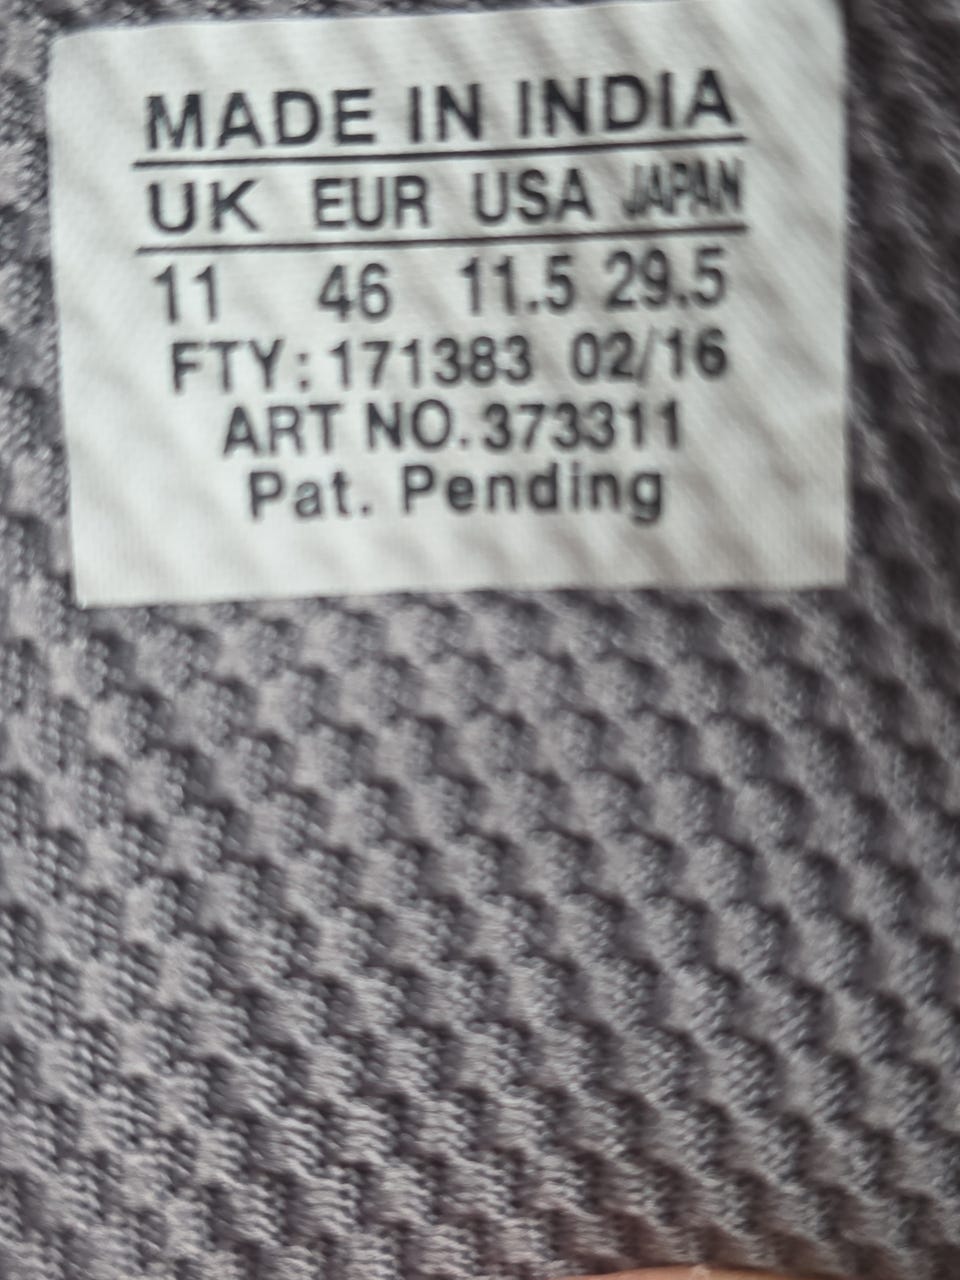 MADE IN INDIA
UK EUR USA JAPAN
11 46 11.5 29.5
FTY: 171383 02/16
ART NO. 373311
Pat. Pending